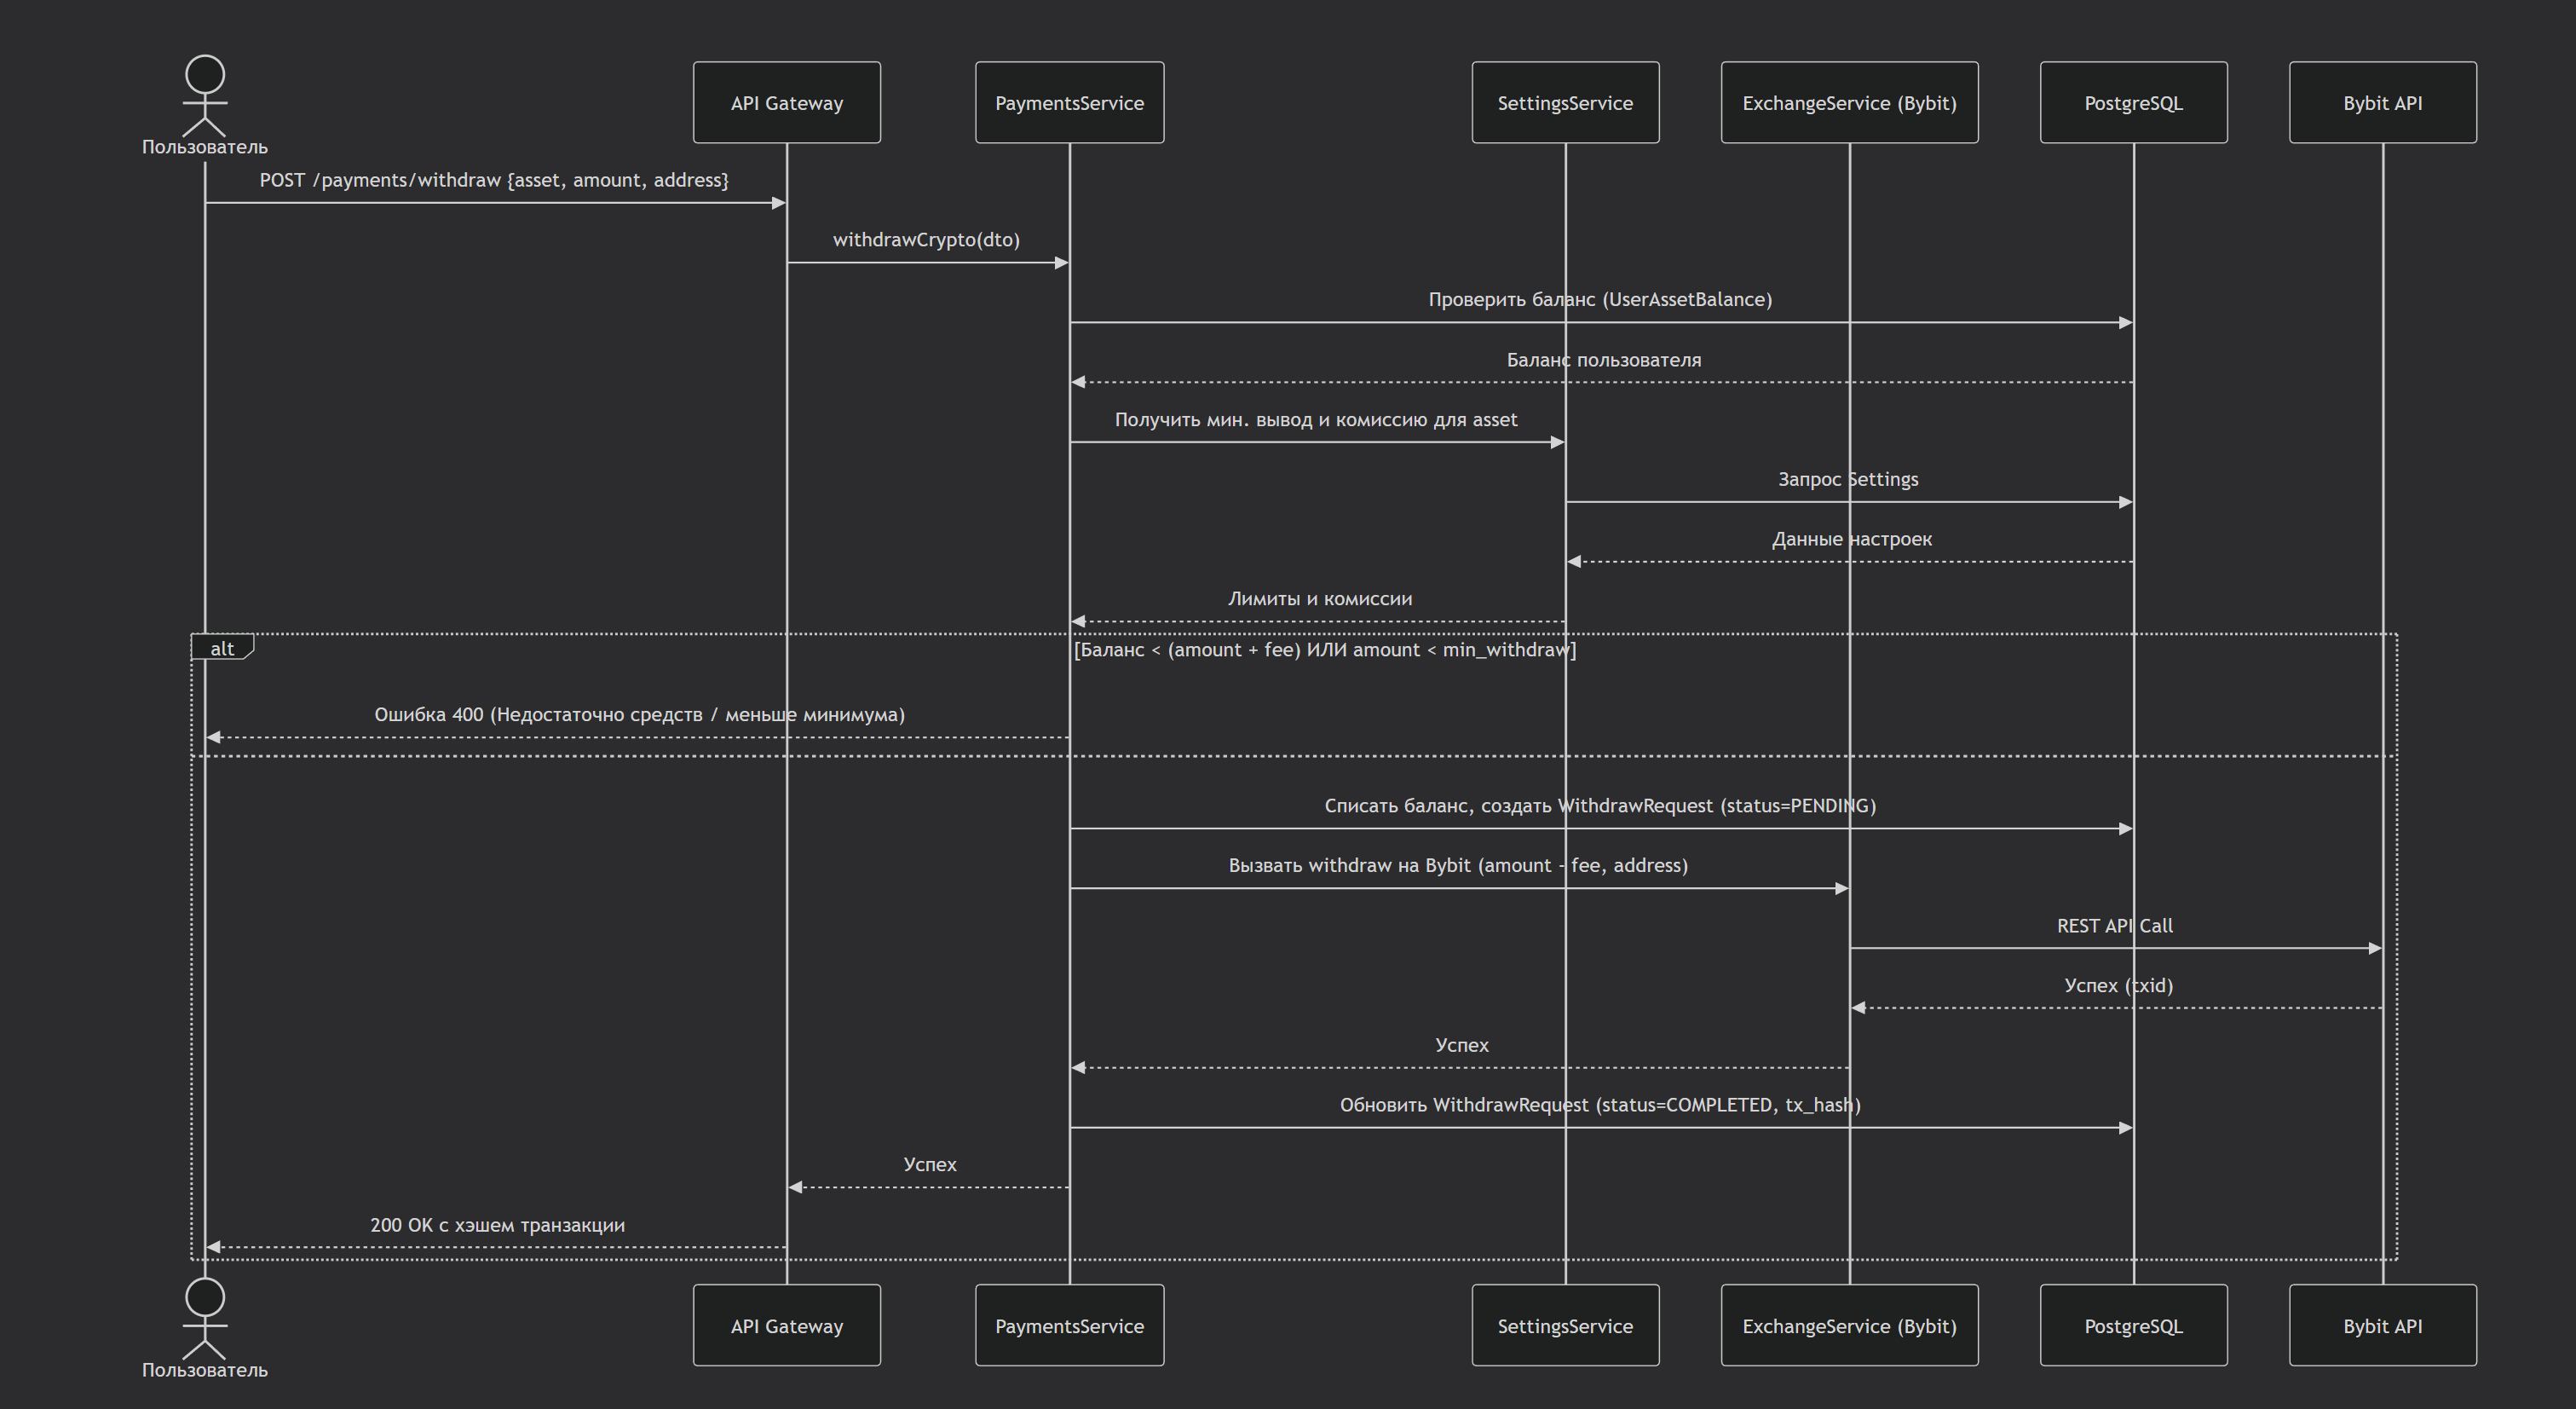 Пользователь
API Gateway
PaymentsService
SettingsService
ExchangeService (Bybit)
PostgreSQL
Bybit API
POST /payments/withdraw {asset, amount, address}
withdrawCrypto(dto)
Проверить баланс (UserAssetBalance)
Баланс пользователя
Получить мин. вывод и комиссию для asset
Запрос Settings
Данные настроек
Лимиты и комиссии
alt
[Баланс < (amount + fee) ИЛИ amount < min_withdraw]
Ошибка 400 (Недостаточно средств / меньше минимума)
Списать баланс, создать WithdrawRequest (status=PENDING)
Вызвать withdraw на Bybit (amount - fee, address)
REST API Call
Успех (txid)
Успех
Обновить WithdrawRequest (status=COMPLETED, tx_hash)
Успех
200 OK с хэшем транзакции
Пользователь
API Gateway
PaymentsService
SettingsService
ExchangeService (Bybit)
PostgreSQL
Bybit API